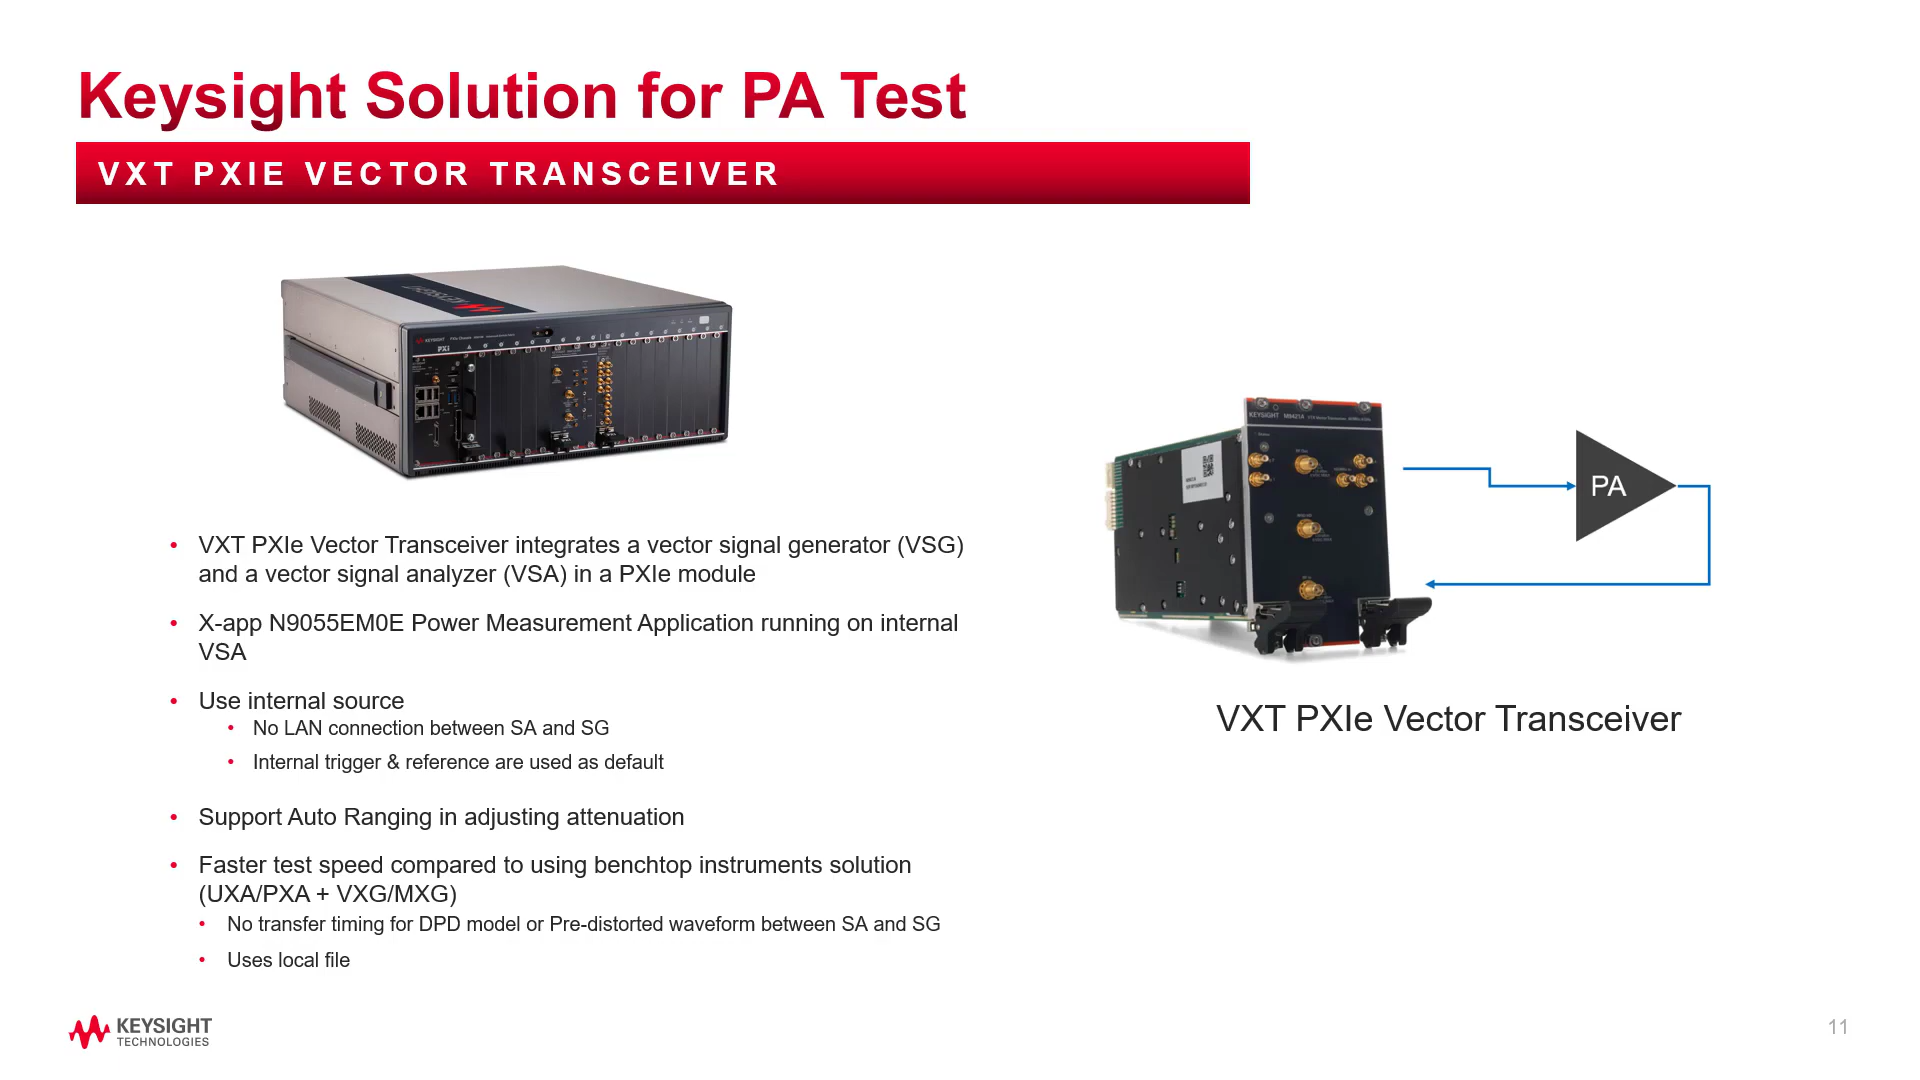 Keysight Solution for PA Test
VXT PXIE VECTOR TRANSCEIVER
KEYSIGHT
KEYSIGHT
PXI
KEYSIGHT M9421A
PA
• VXT PXIe Vector Transceiver integrates a vector signal generator (VSG)
and a vector signal analyzer (VSA) in a PXIe module
• X-app N9055EM0E Power Measurement Application running on internal
VSA
• Use internal source
• No LAN connection between SA and SG
• Internal trigger & reference are used as default
• Support Auto Ranging in adjusting attenuation
• Faster test speed compared to using benchtop instruments solution
(UXA/PXA + VXG/MXG)
• No transfer timing for DPD model or Pre-distorted waveform between SA and SG
• Uses local file
VXT PXIe Vector Transceiver
KEYSIGHT
TECHNOLOGIES
11